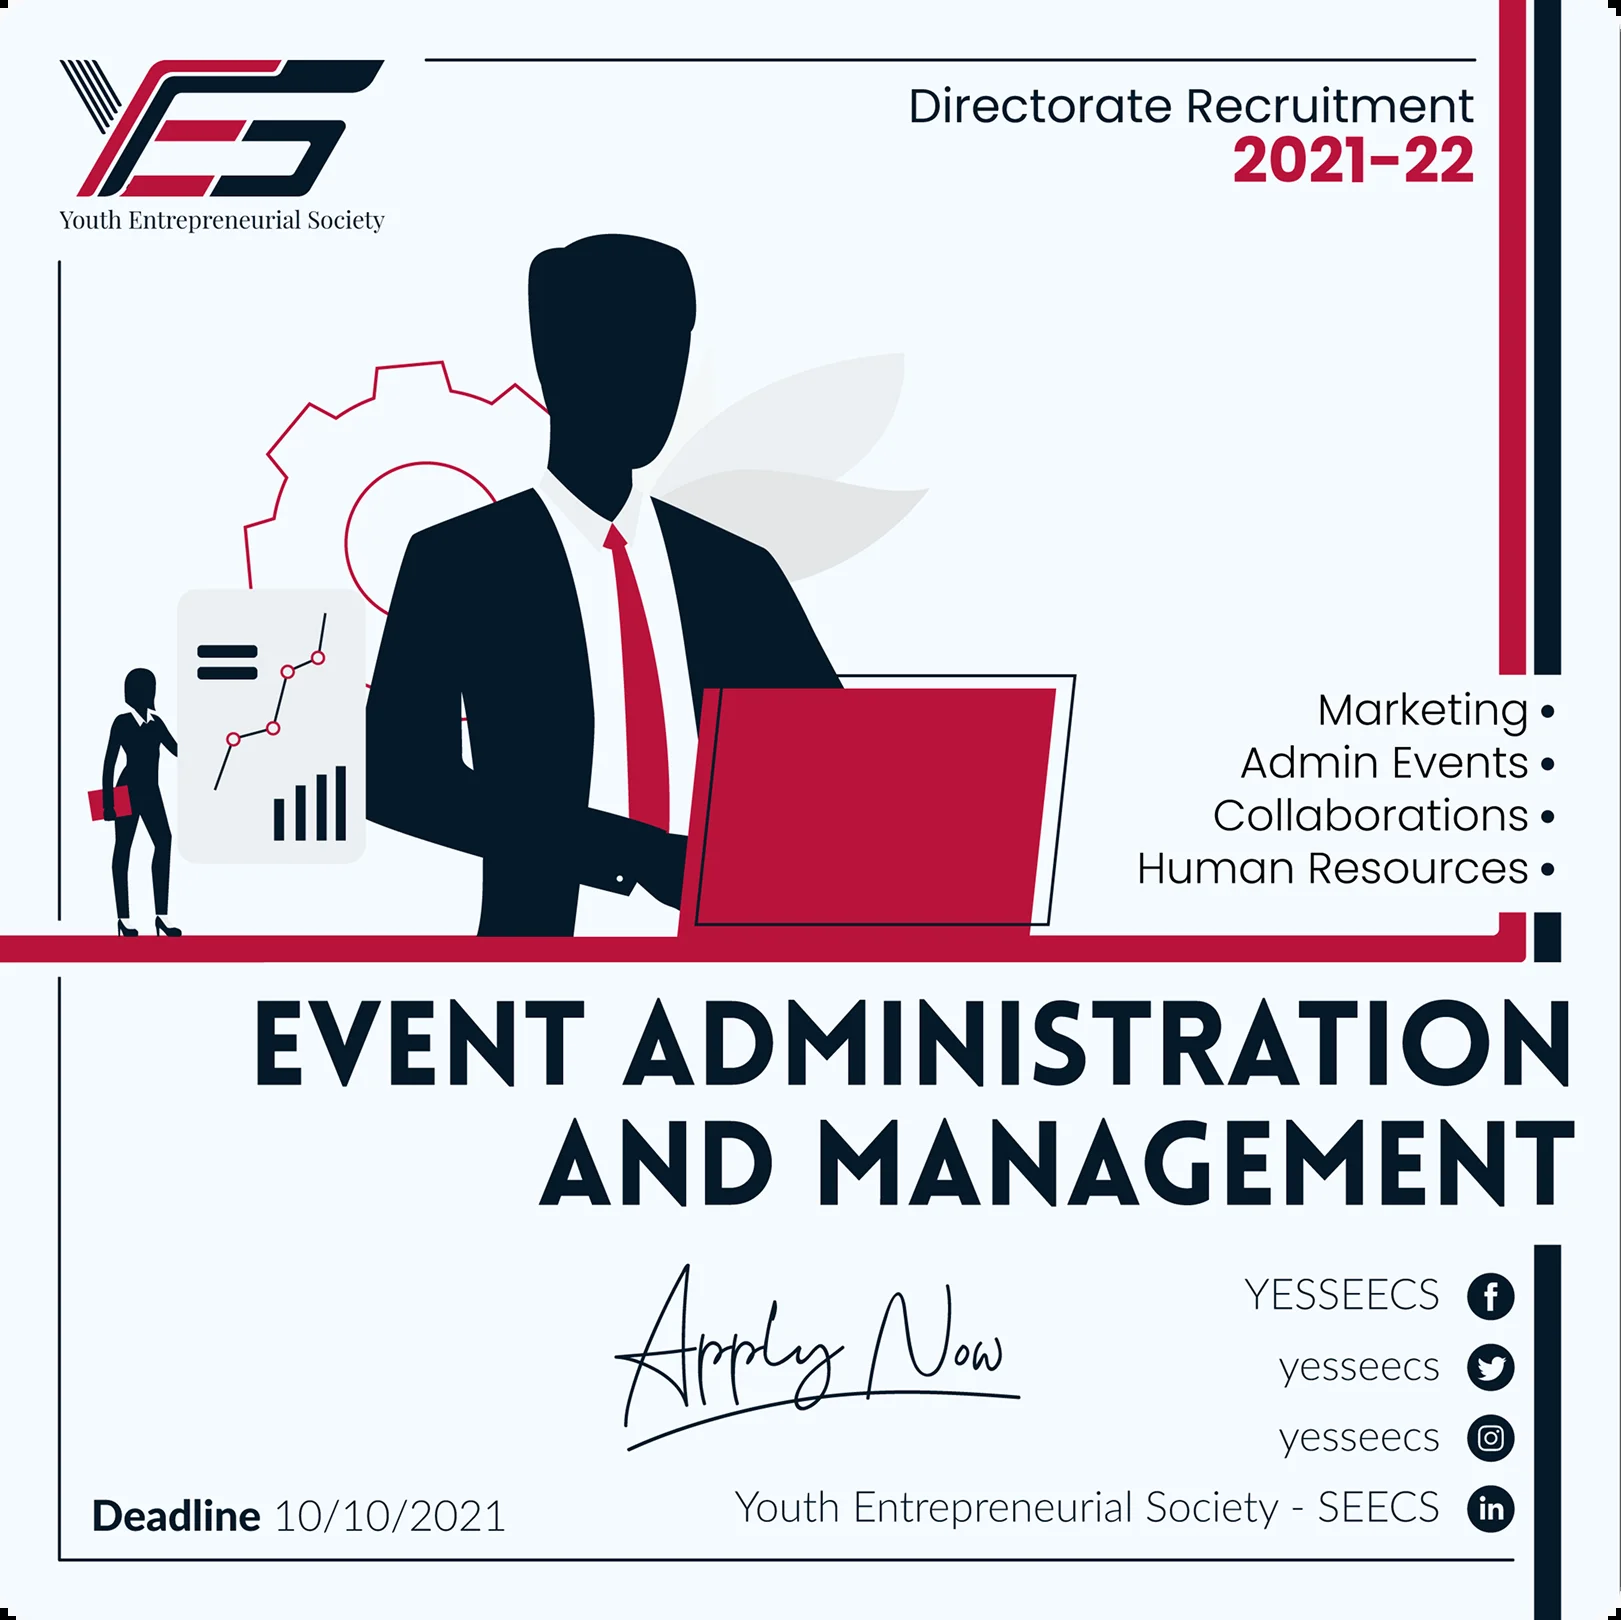 YES
Youth Entrepreneurial Society
Directorate Recruitment
2021-22
Marketing •
Admin Events •
Collaborations •
Human Resources •
EVENT ADMINISTRATION
AND MANAGEMENT
Apply Now
YESSEECS
yesseecs
yesseecs
Youth Entrepreneurial Society - SEECS
Deadline 10/10/2021